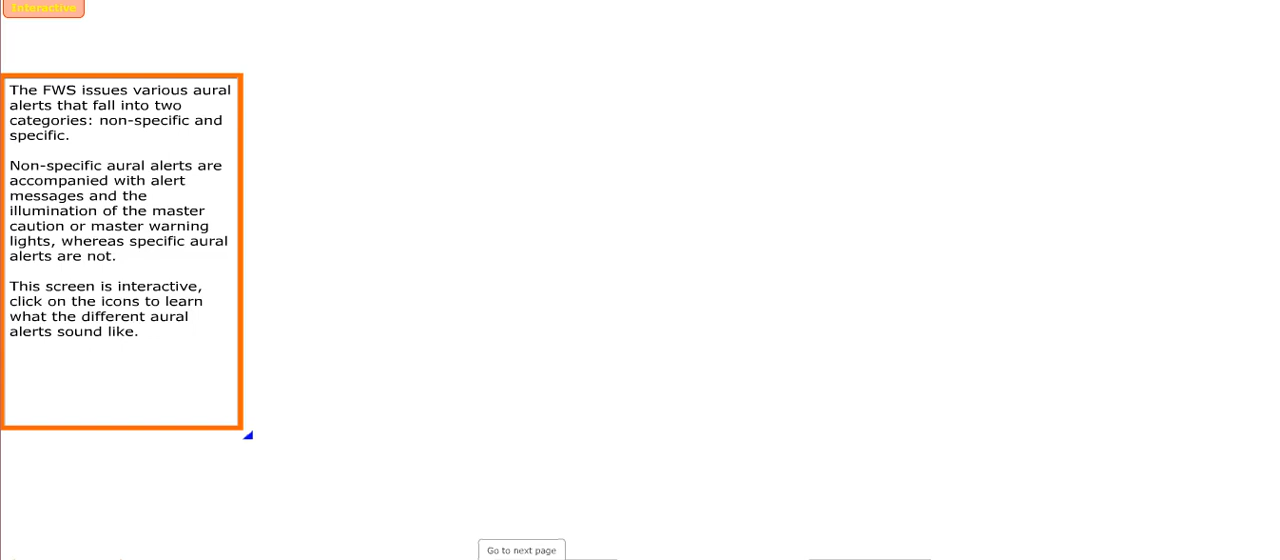 Interactive
The FWS issues various aural
alerts that fall into two
categories: non-specific and
specific.
Non-specific aural alerts are
accompanied with alert
messages and the
illumination of the master
caution or master warning
lights, whereas specific aural
alerts are not.
This screen is interactive,
click on the icons to learn
what the different aural
alerts sound like.
Go to next page